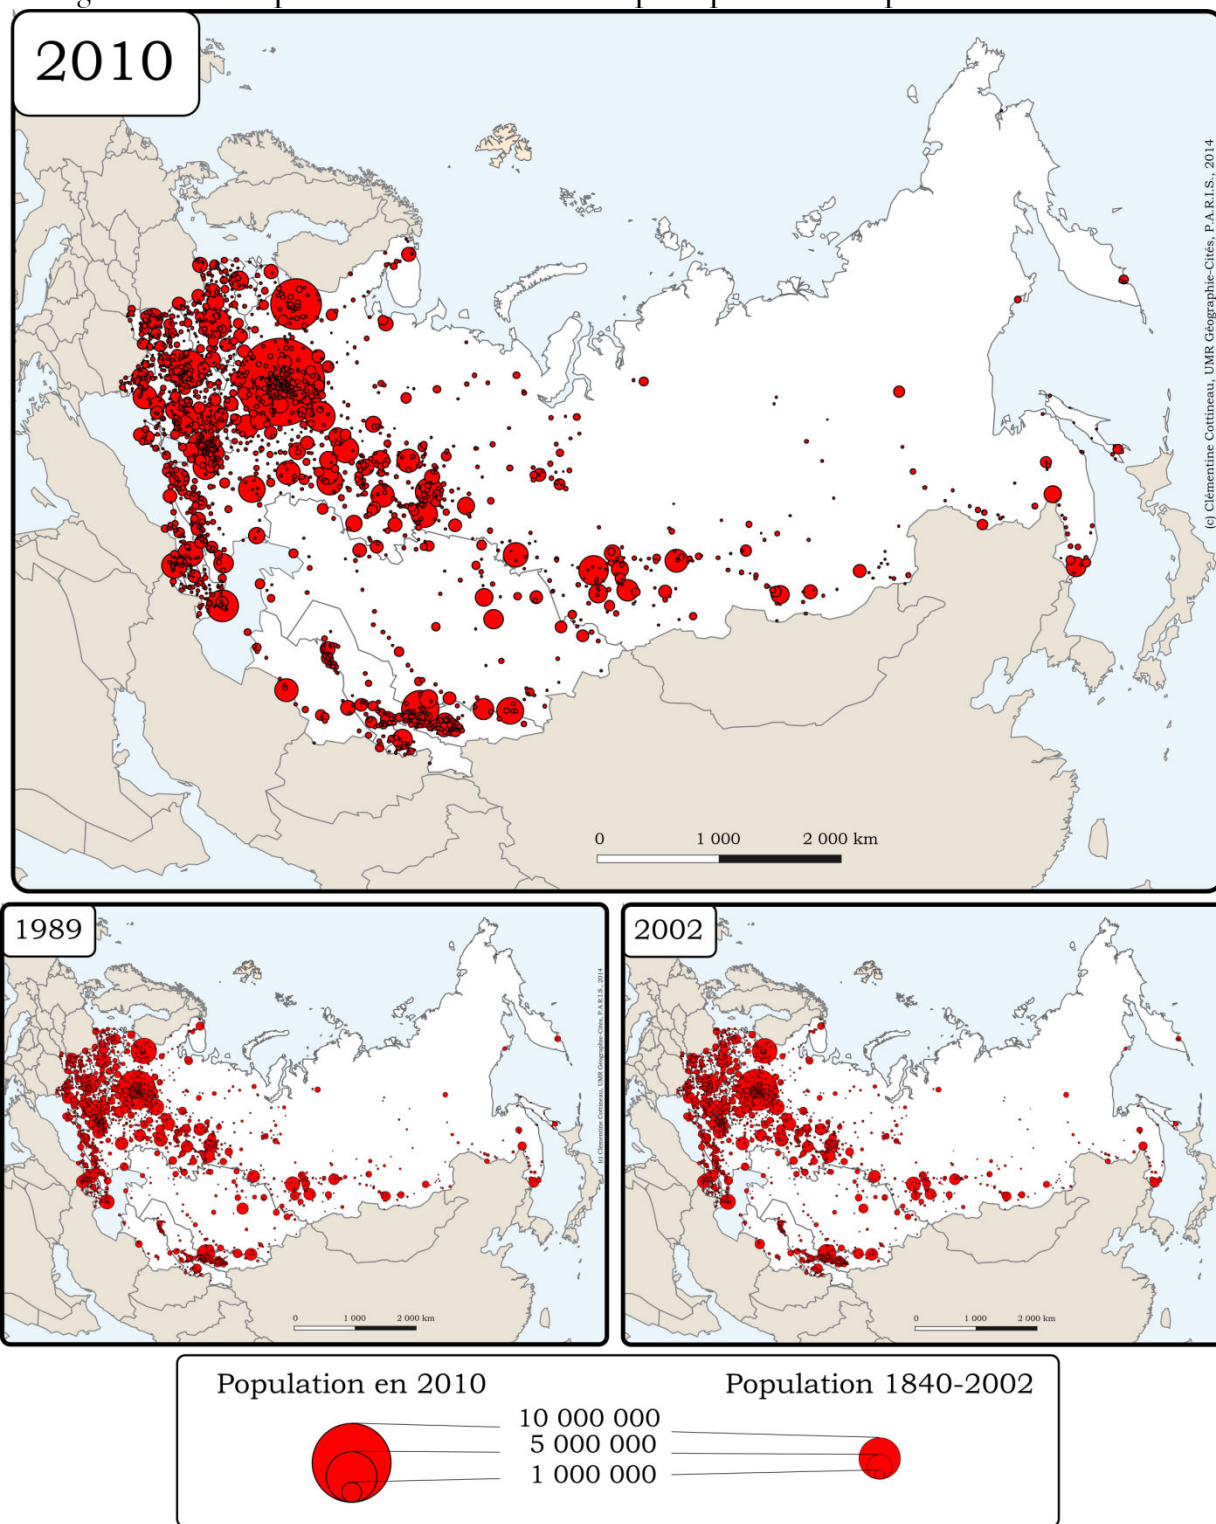 2010
(c) Clémentine Cottineau, UMR Géographie-Cités, P.A.R.I.S., 2014
0 1 000 2 000 km
1989
(c) Clémentine Cottineau, UMR Géographie-Cités, P.A.R.I.S., 2014
0 1 000 2 000 km
2002
0 1 000 2 000 km
Population en 2010
Population 1840-2002
10 000 000
5 000 000
1 000 000